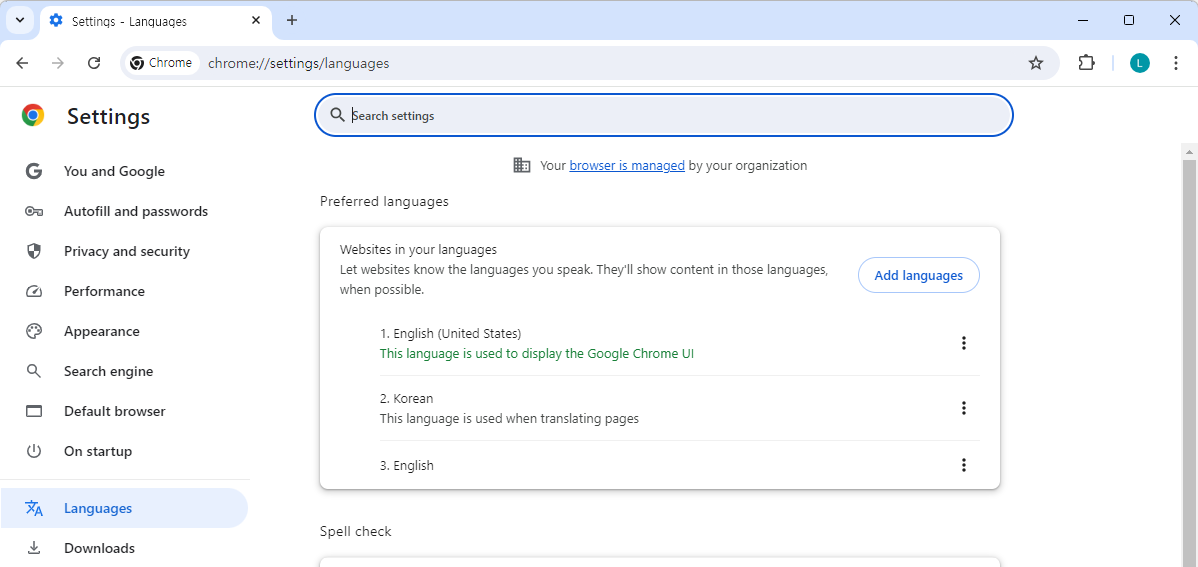 Settings - Languages
Chrome
chrome://settings/languages
L
Settings
Search settings
Your browser is managed by your organization
You and Google
Autofill and passwords
Privacy and security
Performance
Appearance
Search engine
Default browser
On startup
Languages
Downloads
Preferred languages
Websites in your languages
Let websites know the languages you speak. They'll show content in those languages,
when possible.
Add languages
1. English (United States)
This language is used to display the Google Chrome UI
2. Korean
This language is used when translating pages
3. English
Spell check